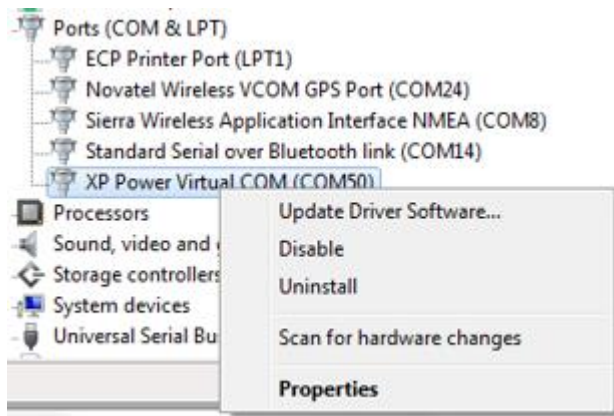 Ports (COM & LPT)
ECP Printer Port (LPT1)
Novatel Wireless VCOM GPS Port (COM24)
Sierra Wireless Application Interface NMEA (COM8)
Standard Serial over Bluetooth link (COM14)
XP Power Virtual COM (COM50)
Processors
Sound, video and
Storage controllers
System devices
Universal Serial Bu
Update Driver Software...
Disable
Uninstall
Scan for hardware changes
Properties